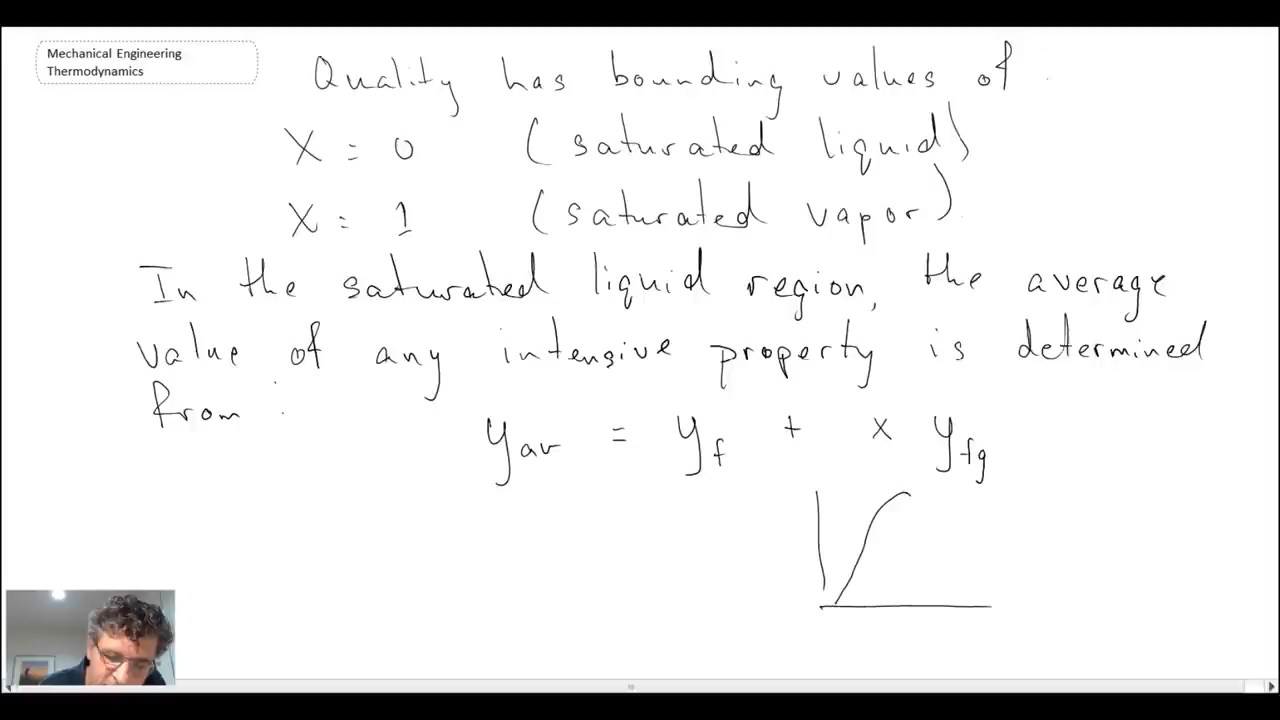 Mechanical Engineering
Thermodynamics
Quality has bounding values of
x = 0 (saturated liquid)
x = 1 (saturated vapor)
In the saturated liquid region, the average
value of any intensive property is determined
from:
yav = yf + x yfg